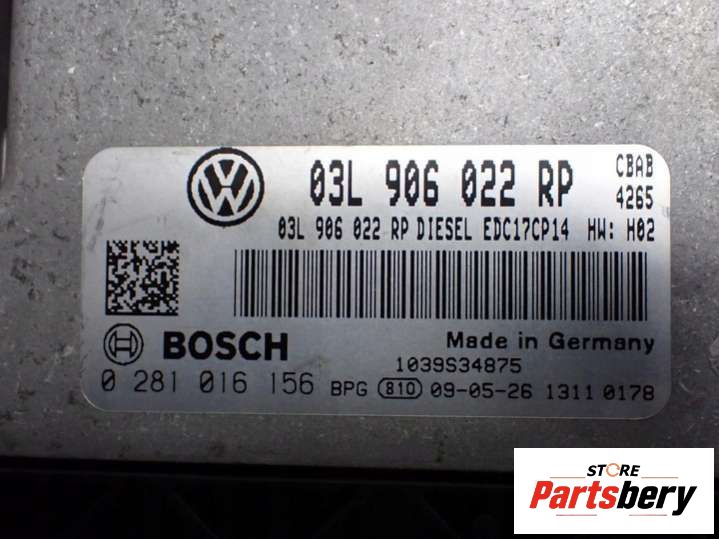 03L 906 022 RP CBAB
4265
03L 906 022 RP DIESEL EDC17CP14 HW: H02
BOSCH
Made in Germany
1039S34875
0 281 016 156 BPG 810 09-05-26 1311 0178
STORE
Partsbery